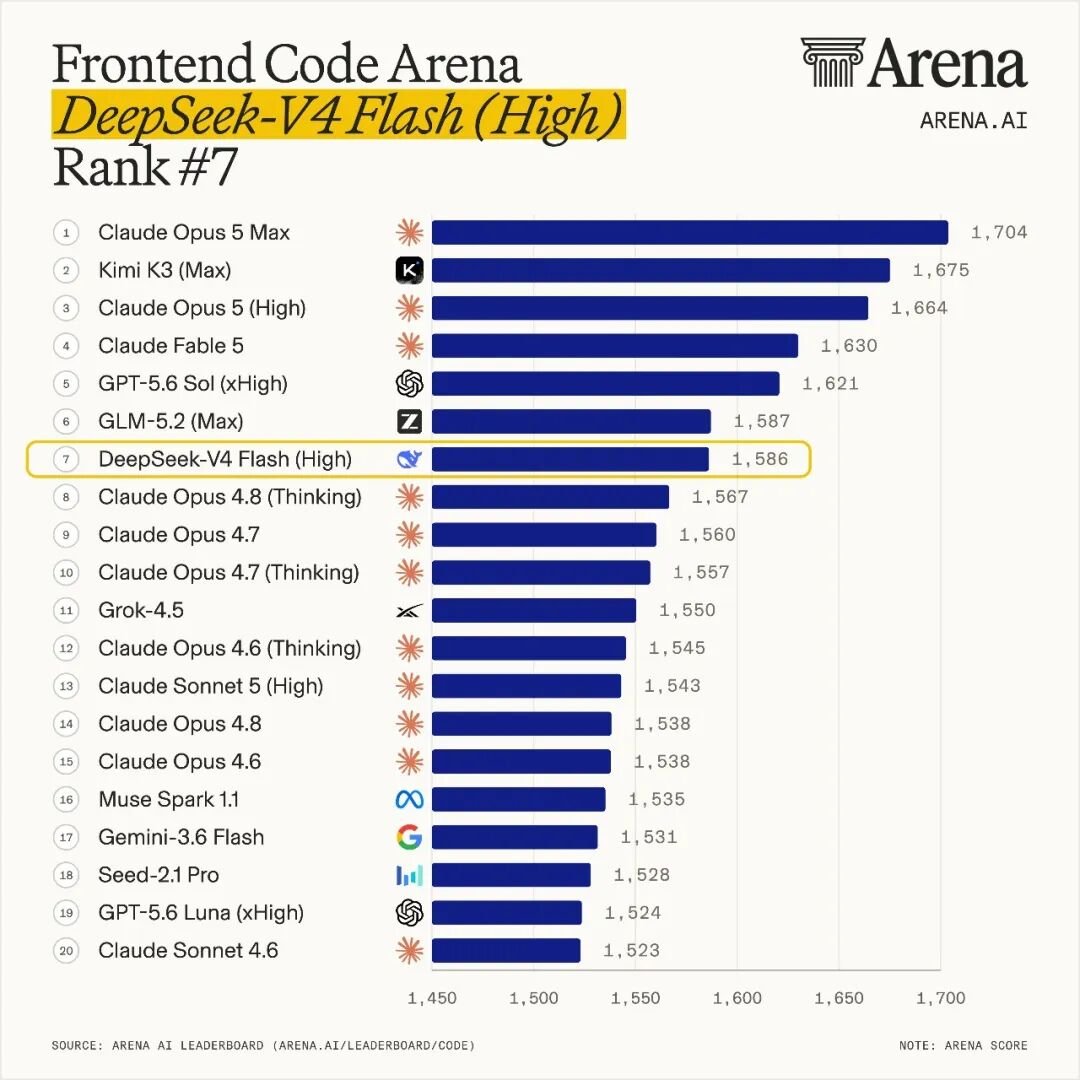 Frontend Code Arena
DeepSeek-V4 Flash (High)
Rank #7
Arena
ARENA.AI
1 Claude Opus 5 Max 1,704
2 Kimi K3 (Max) K 1,675
3 Claude Opus 5 (High) 1,664
4 Claude Fable 5 1,630
5 GPT-5.6 Sol (xHigh) 1,621
6 GLM-5.2 (Max) Z 1,587
7 DeepSeek-V4 Flash (High) 1,586
8 Claude Opus 4.8 (Thinking) 1,567
9 Claude Opus 4.7 1,560
10 Claude Opus 4.7 (Thinking) 1,557
11 Grok-4.5 1,550
12 Claude Opus 4.6 (Thinking) 1,545
13 Claude Sonnet 5 (High) 1,543
14 Claude Opus 4.8 1,538
15 Claude Opus 4.6 1,538
16 Muse Spark 1.1 1,535
17 Gemini-3.6 Flash G 1,531
18 Seed-2.1 Pro 1,528
19 GPT-5.6 Luna (xHigh) 1,524
20 Claude Sonnet 4.6 1,523
1,450 1,500 1,550 1,600 1,650 1,700
SOURCE: ARENA AI LEADERBOARD (ARENA.AI/LEADERBOARD/CODE) NOTE: ARENA SCORE